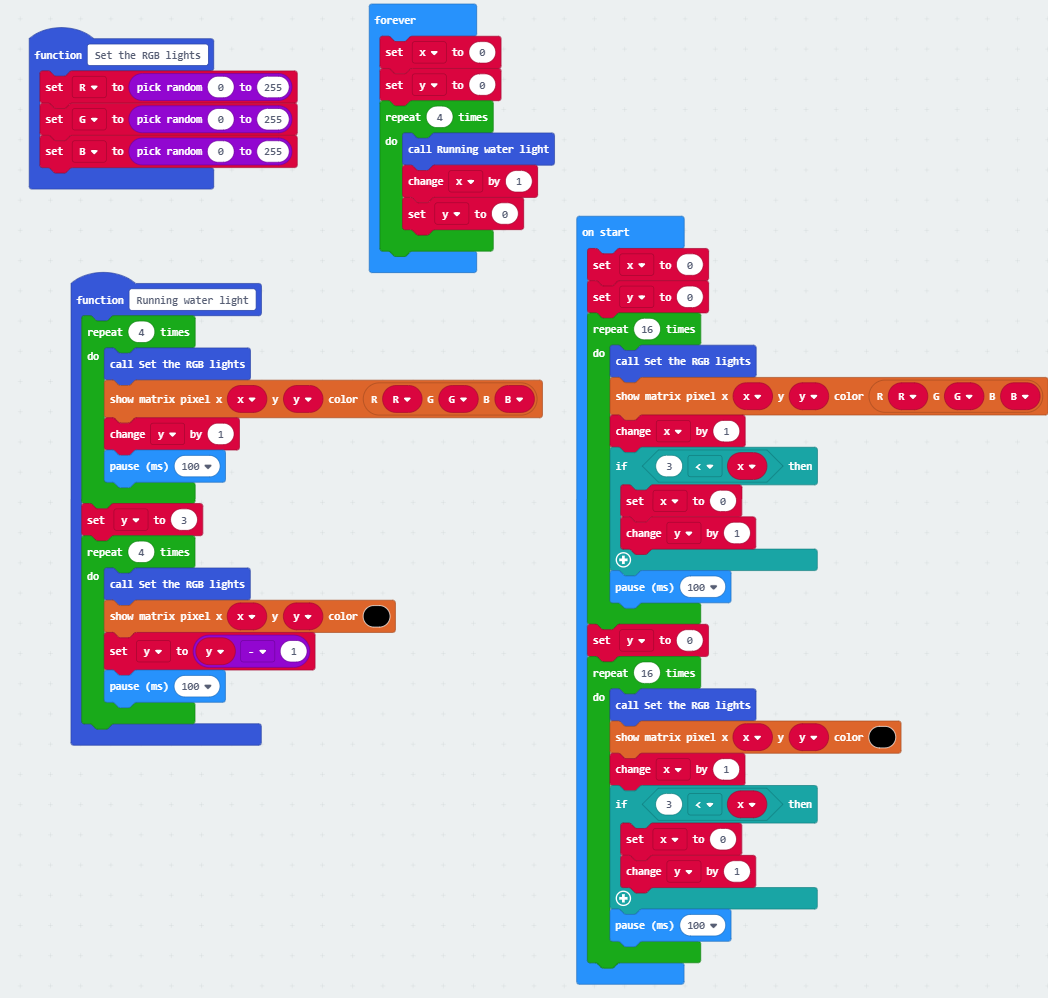 function Set the RGB lights
set R to pick random 0 to 255
set G to pick random 0 to 255
set B to pick random 0 to 255
forever
set x to 0
set y to 0
repeat 4 times
do
call Running water light
change x by 1
set y to 0
function Running water light
repeat 4 times
do
call Set the RGB lights
show matrix pixel x x y y color R R G G B B
change y by 1
pause (ms) 100
set y to 3
repeat 4 times
do
call Set the RGB lights
show matrix pixel x x y y color
set y to y - 1
pause (ms) 100
on start
set x to 0
set y to 0
repeat 16 times
do
call Set the RGB lights
show matrix pixel x x y y color R R G G B B
change x by 1
if 3 < x then
set x to 0
change y by 1
pause (ms) 100
set y to 0
repeat 16 times
do
call Set the RGB lights
show matrix pixel x x y y color
change x by 1
if 3 < x then
set x to 0
change y by 1
pause (ms) 100